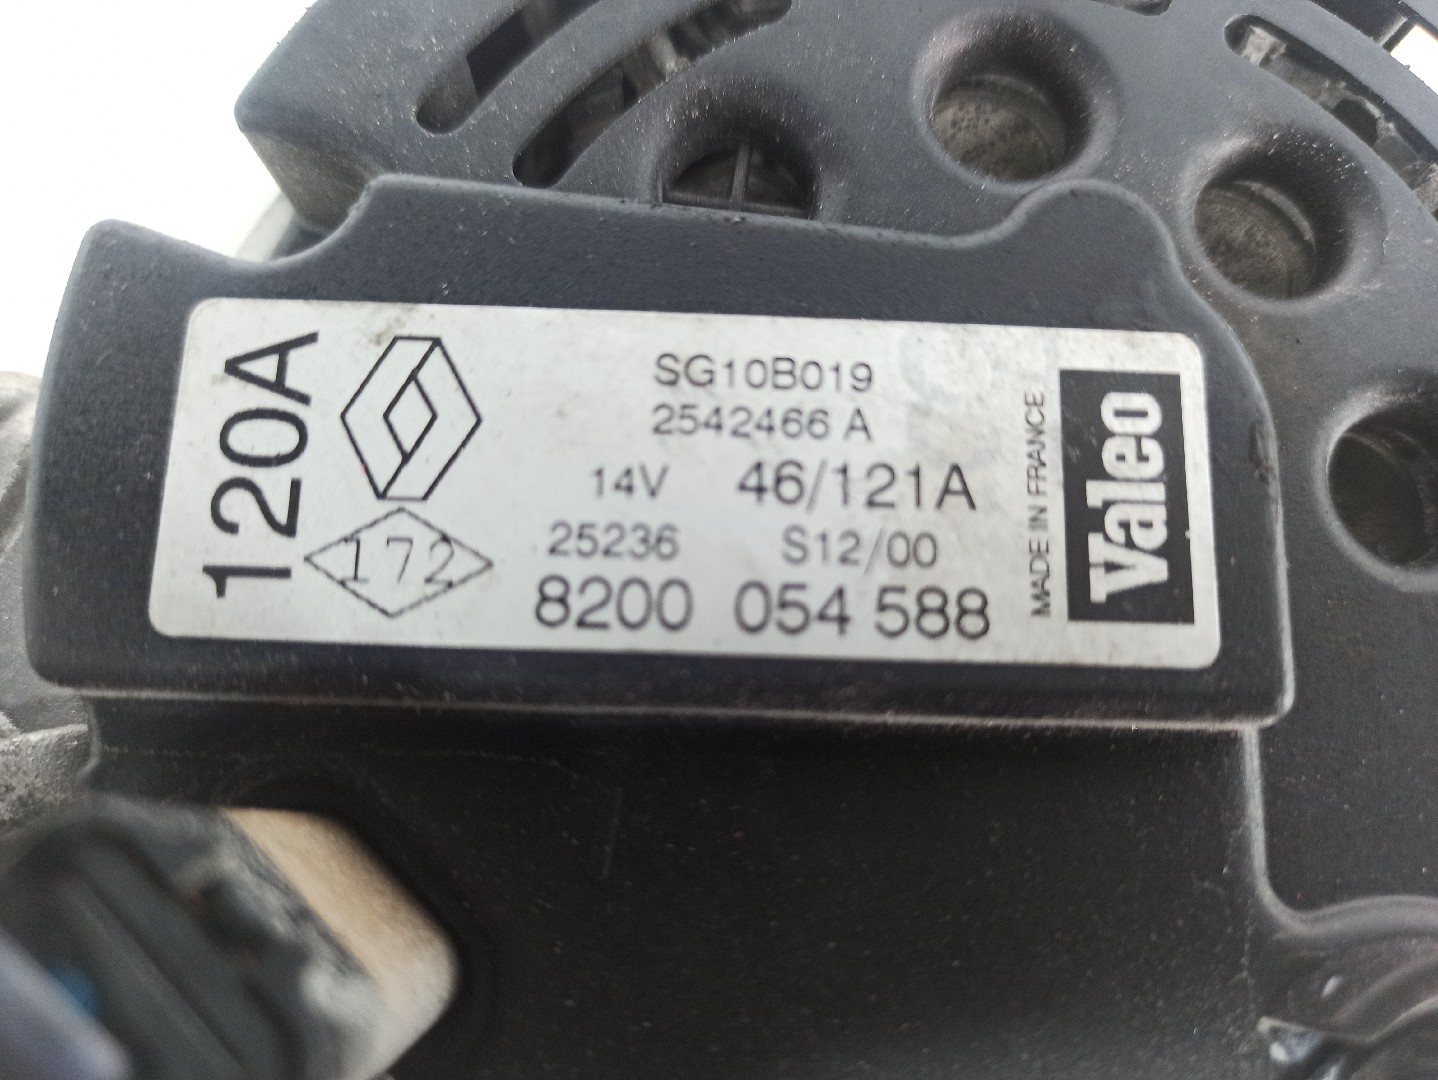 120A
172
SG10B019
2542466 A
14V 46/121A
25236 S12/00
8200 054 588
MADE IN FRANCE
Valeo